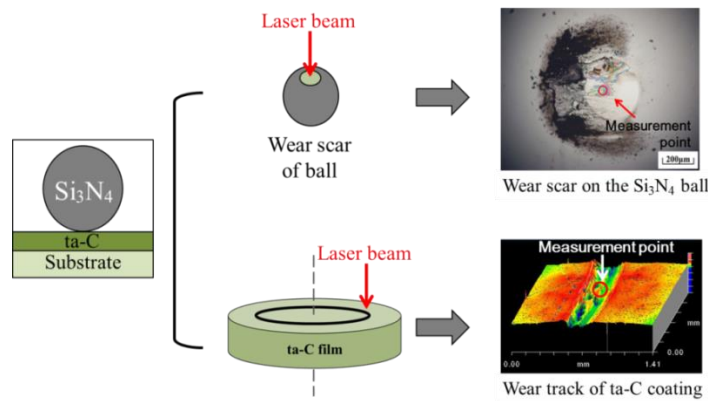 Laser beam
Wear scar
of ball
Measurement
point
200μm
Wear scar on the Si₃N₄ ball
Si₃N₄
ta-C
Substrate
Laser beam
ta-C film
Measurement point
mm
0.00
0.00
mm
1.41
Wear track of ta-C coating